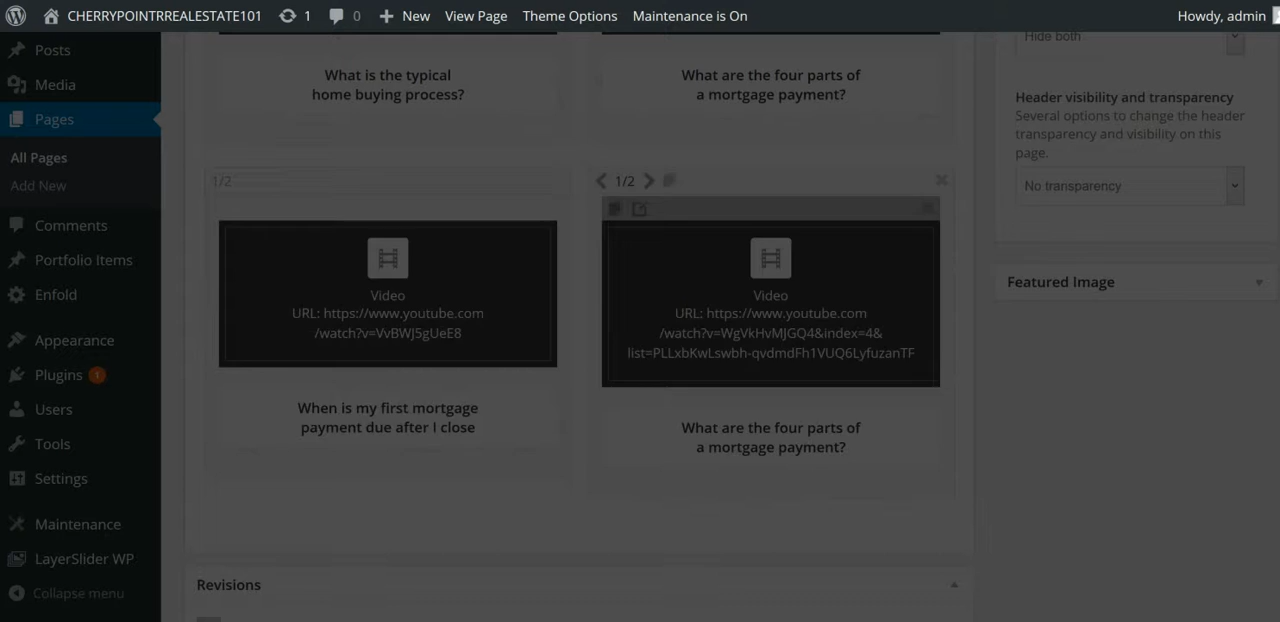 CHERRYPOINTRREALESTATE101
1
0
New
View Page
Theme Options
Maintenance is On
Howdy, admin
Posts
Media
Pages
All Pages
Add New
Comments
Portfolio Items
Enfold
Appearance
Plugins 1
Users
Tools
Settings
Maintenance
LayerSlider WP
Collapse menu
What is the typical
home buying process?
What are the four parts of
a mortgage payment?
1/2
Video
URL: https://www.youtube.com
/watch?v=VvBWJ5gUeE8
When is my first mortgage
payment due after I close
1/2
Video
URL: https://www.youtube.com
/watch?v=WgVkHvMJGQ4&index=4&
list=PLLxbKwLswbh-qvdmdFh1VUQ6LyfuzanTF
What are the four parts of
a mortgage payment?
Revisions
Hide both
Header visibility and transparency
Several options to change the header
transparency and visibility on this
page.
No transparency
Featured Image